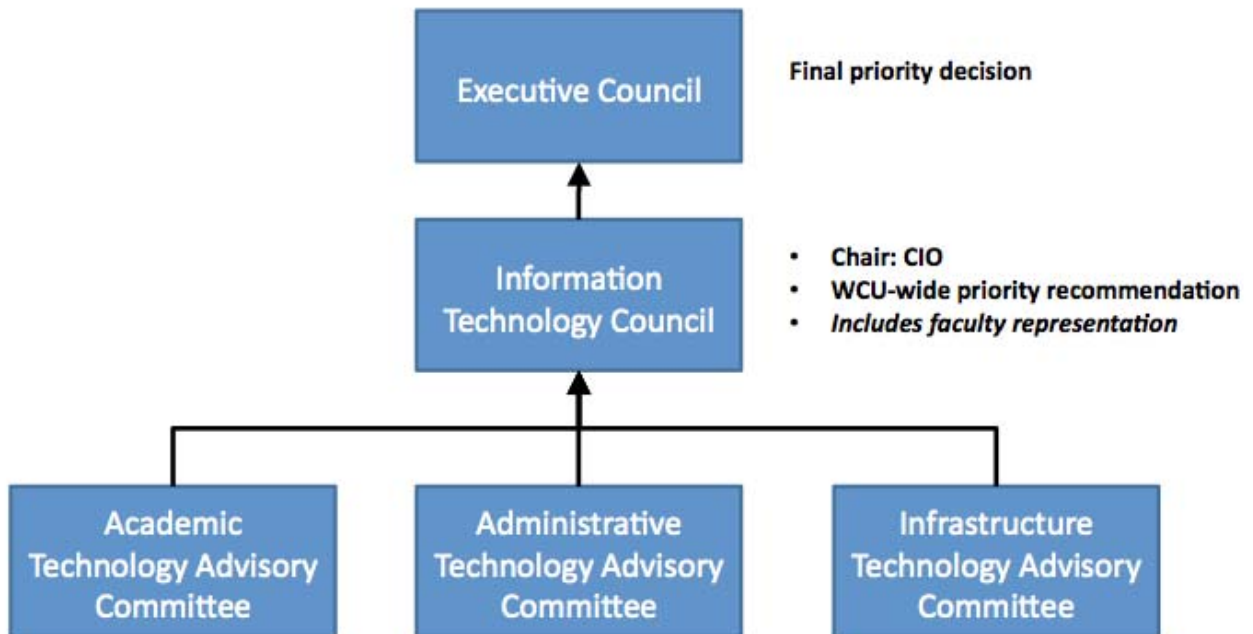 Executive Council
Final priority decision
Information
Technology Council
• Chair: CIO
• WCU-wide priority recommendation
• Includes faculty representation
Academic
Technology Advisory
Committee
Administrative
Technology Advisory
Committee
Infrastructure
Technology Advisory
Committee